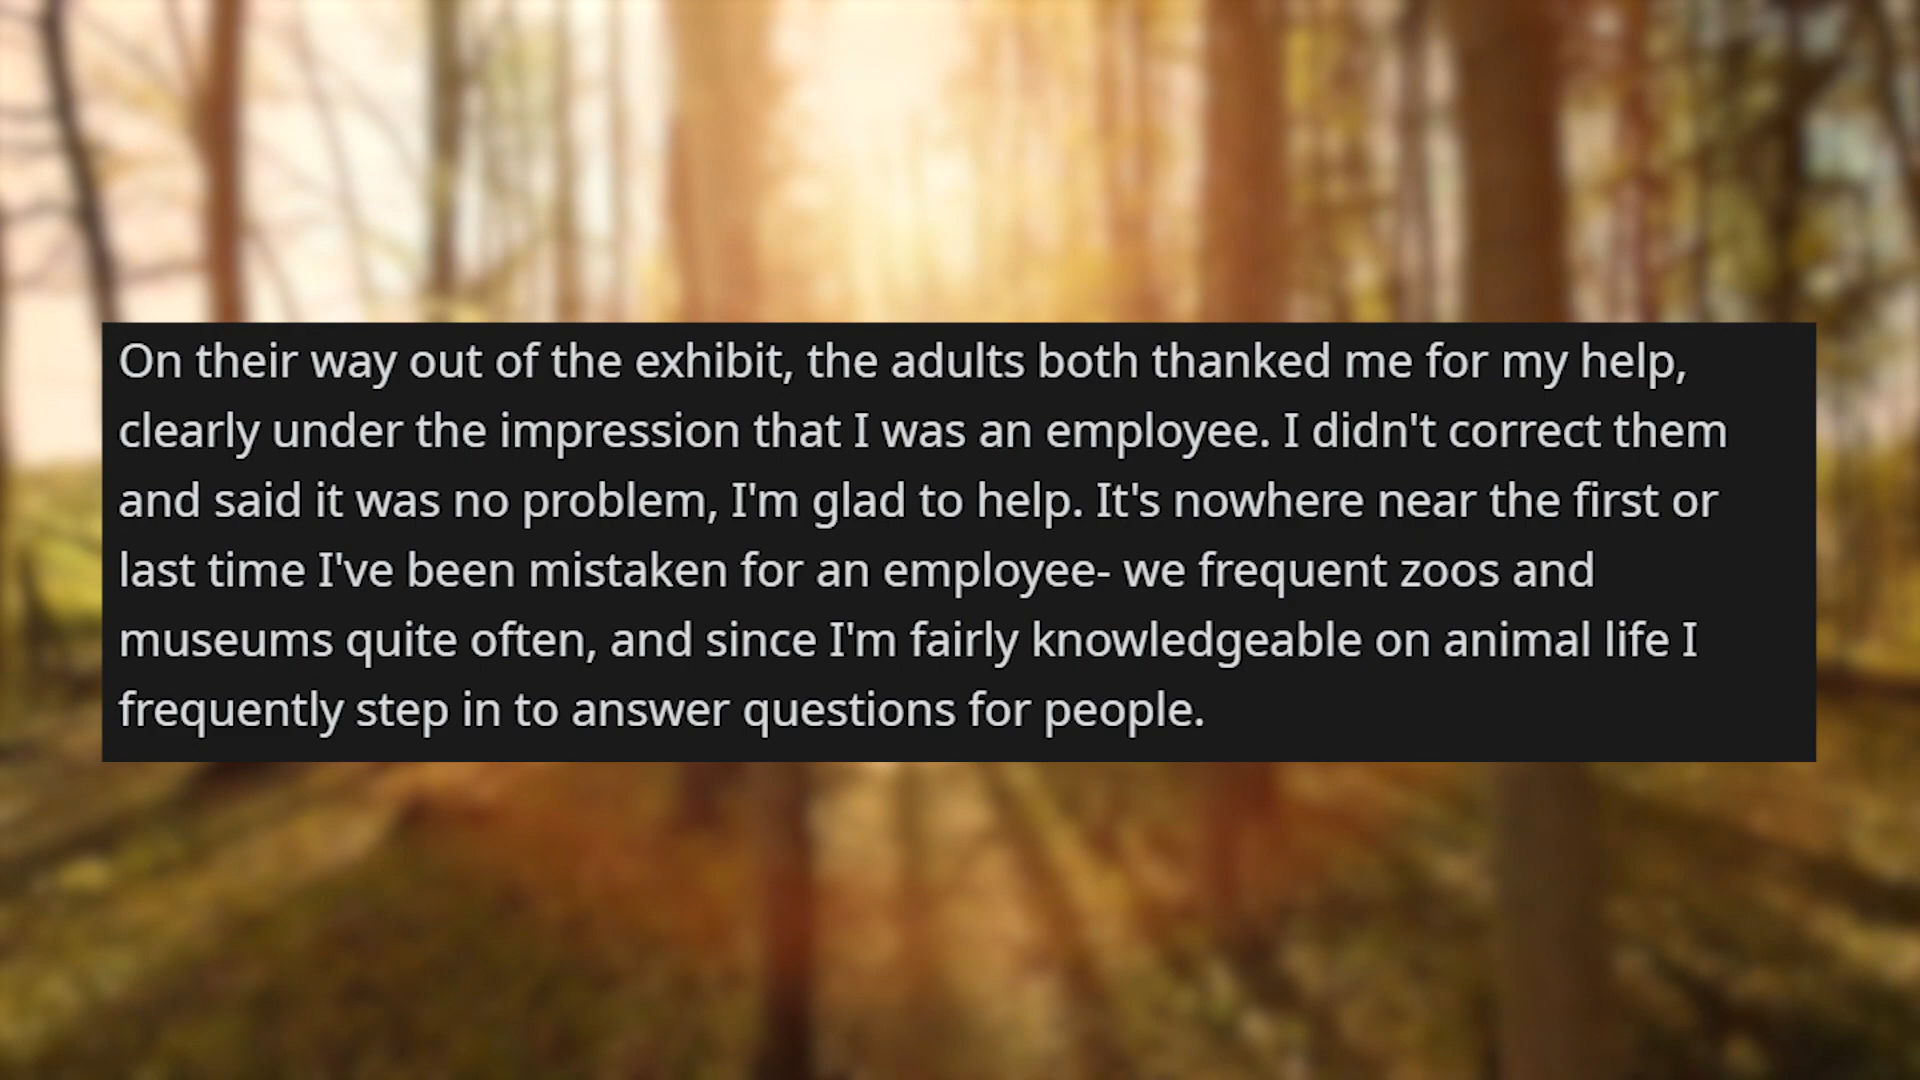 On their way out of the exhibit, the adults both thanked me for my help,
clearly under the impression that I was an employee. I didn't correct them
and said it was no problem, I'm glad to help. It's nowhere near the first or
last time I've been mistaken for an employee- we frequent zoos and
museums quite often, and since I'm fairly knowledgeable on animal life I
frequently step in to answer questions for people.